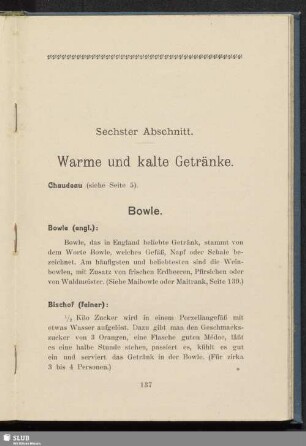 Sechster Abschnitt.
Warme und kalte Getränke.
Chaudeau (siehe Seite 5).
Bowle.
Bowle (engl.):
Bowle, das in England beliebte Getränk, stammt von
dem Worte Bowle, welches Gefäß, Napf oder Schale be-
zeichnet. Am häufigsten und beliebtesten sind die Wein-
bowlen, mit Zusatz von frischen Erdbeeren, Pfirsichen oder
von Waldmeister. (Siehe Maibowle oder Maitrank, Seite 139.)
Bischof (feiner):
Kilo Zucker wird in einem Porzellangefäß mit
etwas Wasser aufgelöst. Dazu gibt man den Geschmack-
zucker von 3 Orangen, eine Flasche guten Médoc, läßt
es eine halbe Stunde stehen, passiert es, kühlt es gut
ein und serviert das Getränk in der Bowle. (Für zirka
3 bis 4 Personen.)
137
SLUB